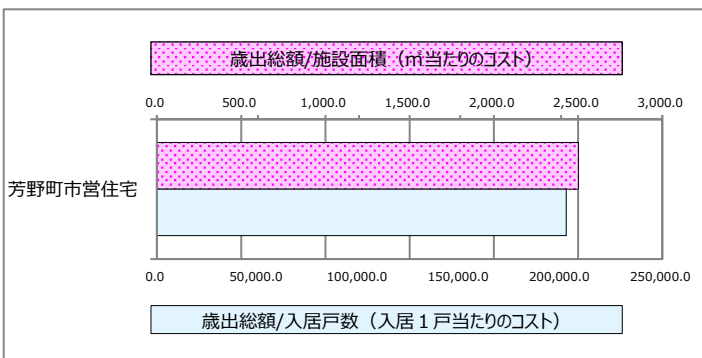 歳出総額/施設面積（㎡当たりのコスト）
0.0 500.0 1,000.0 1,500.0 2,000.0 2,500.0 3,000.0
芳野町市営住宅
0.0 50,000.0 100,000.0 150,000.0 200,000.0 250,000.0
歳出総額/入居戸数（入居１戸当たりのコスト）